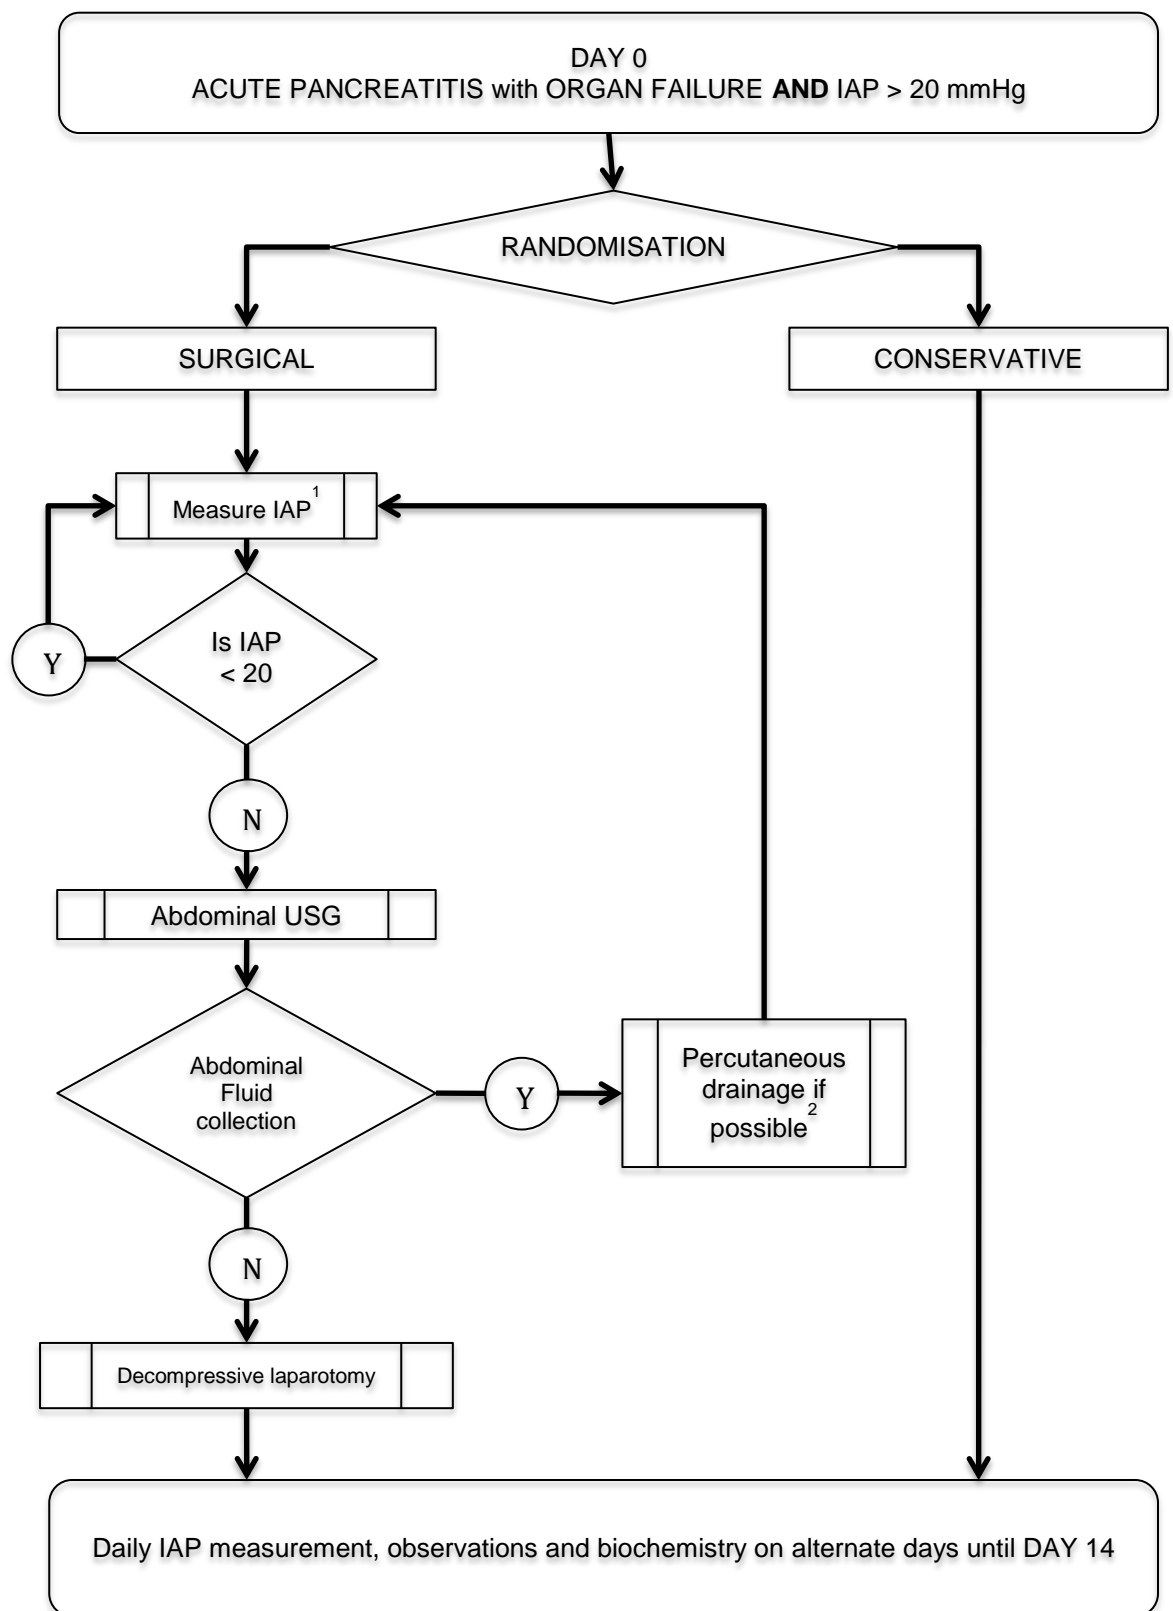 DAY 0
ACUTE PANCREATITIS with ORGAN FAILURE AND IAP > 20 mmHg
RANDOMISATION
SURGICAL
CONSERVATIVE
Measure IAP1
Is IAP
< 20
Y
N
Abdominal USG
Abdominal
Fluid
collection
Y
Percutaneous
drainage if
possible2
N
Decompressive laparotomy
Daily IAP measurement, observations and biochemistry on alternate days until DAY 14